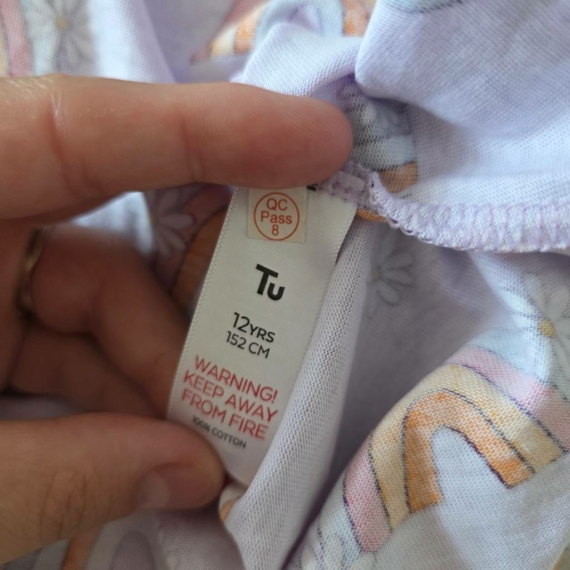 QC
Pass
8
Tu
12YRS
152 CM
WARNING!
KEEP AWAY
FROM FIRE
100% COTTON